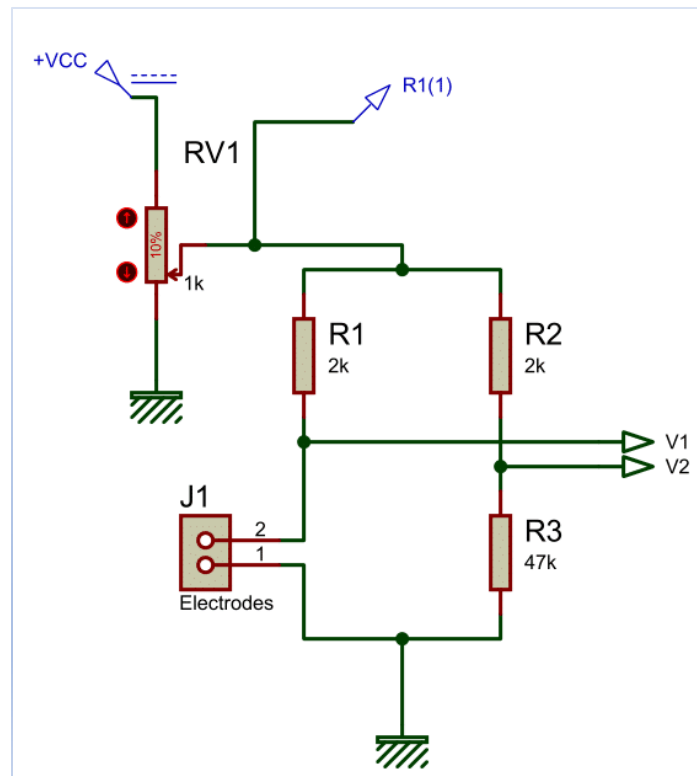 +VCC
R1(1)
RV1
10%
1k
R1
2k
R2
2k
V1
V2
J1
2
1
Electrodes
R3
47k